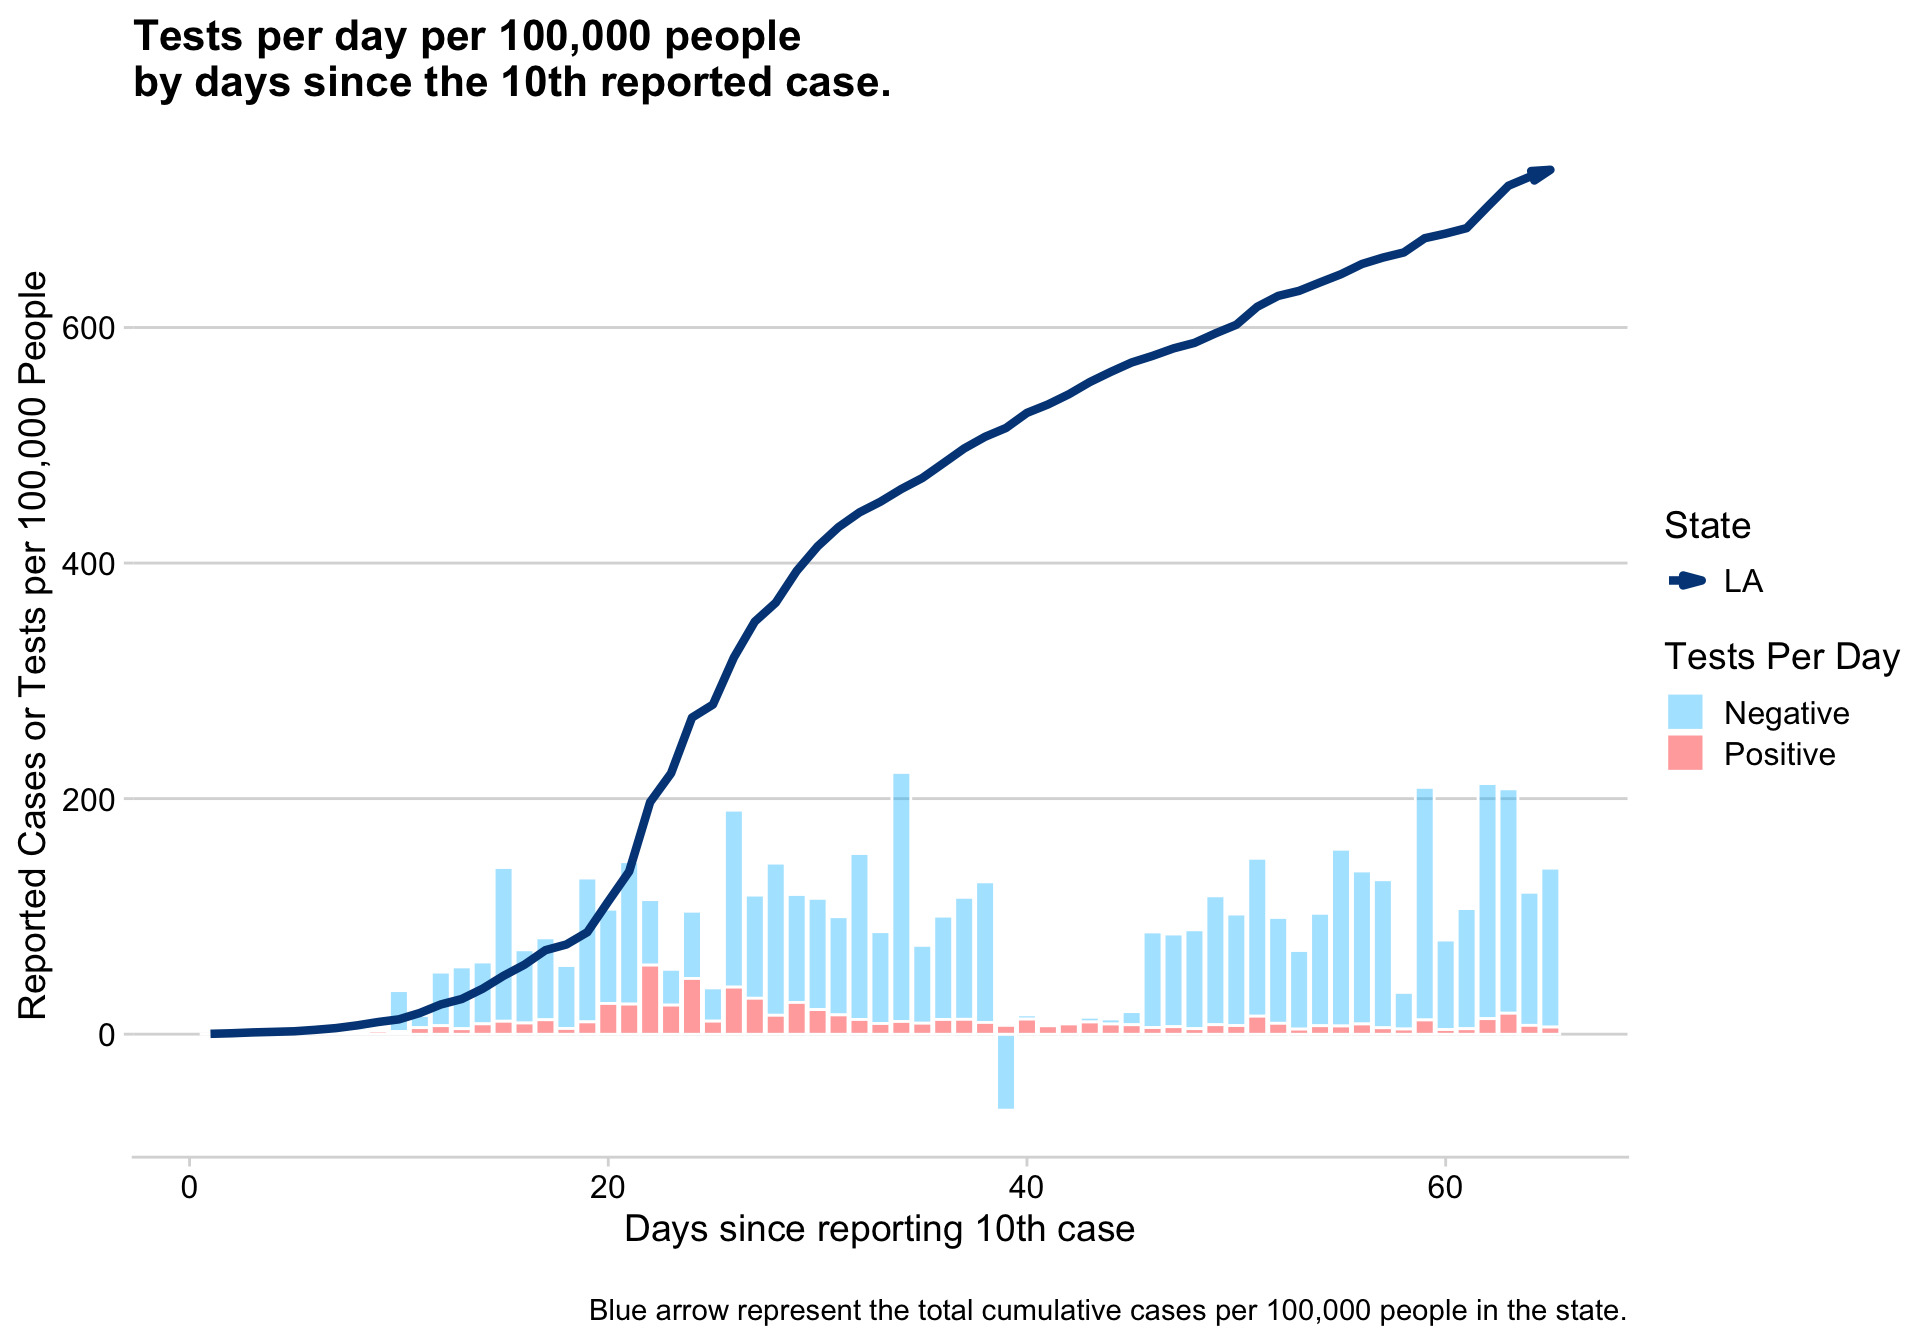 Tests per day per 100,000 people
by days since the 10th reported case.
Reported Cases or Tests per 100,000 People
600
400
200
0
0
20
40
60
Days since reporting 10th case
State
LA
Tests Per Day
Negative
Positive
Blue arrow represent the total cumulative cases per 100,000 people in the state.